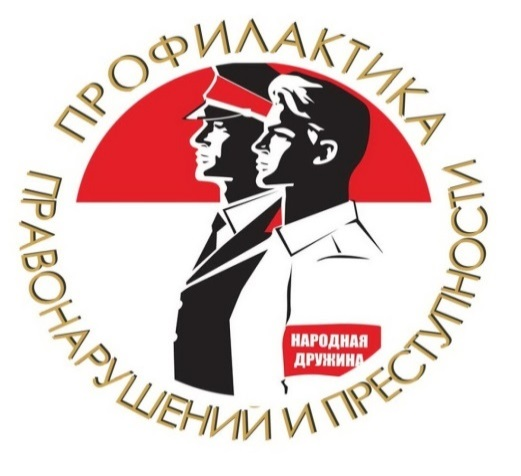 ПРОФИЛАКТИКА
ПРАВОНАРУШЕНИЙ И ПРЕСТУПНОСТИ
НАРОДНАЯ
ДРУЖИНА